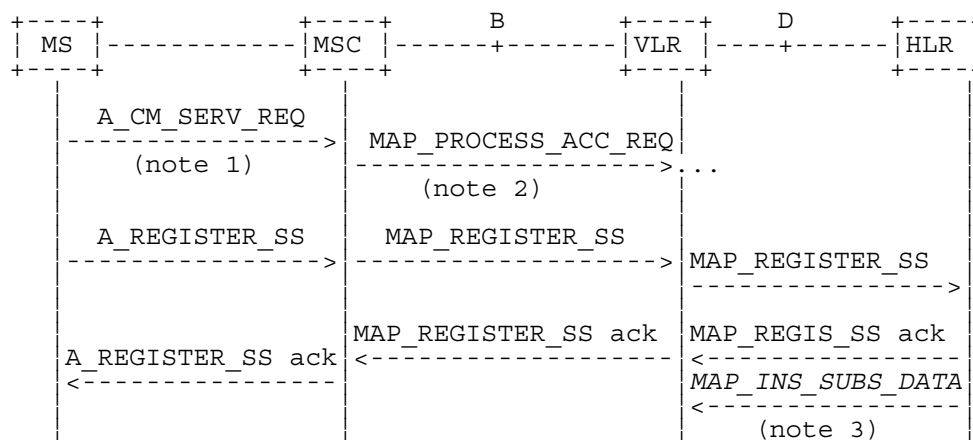 B D
MS MSC VLR HLR
A_CM_SERV_REQ
MAP_PROCESS_ACC_REQ
(note 1) ...
(note 2)
A_REGISTER_SS MAP_REGISTER_SS
MAP_REGISTER_SS
MAP_REGISTER_SS ack MAP_REGIS_SS ack
A_REGISTER_SS ack
MAP_INS_SUBS_DATA
(note 3)